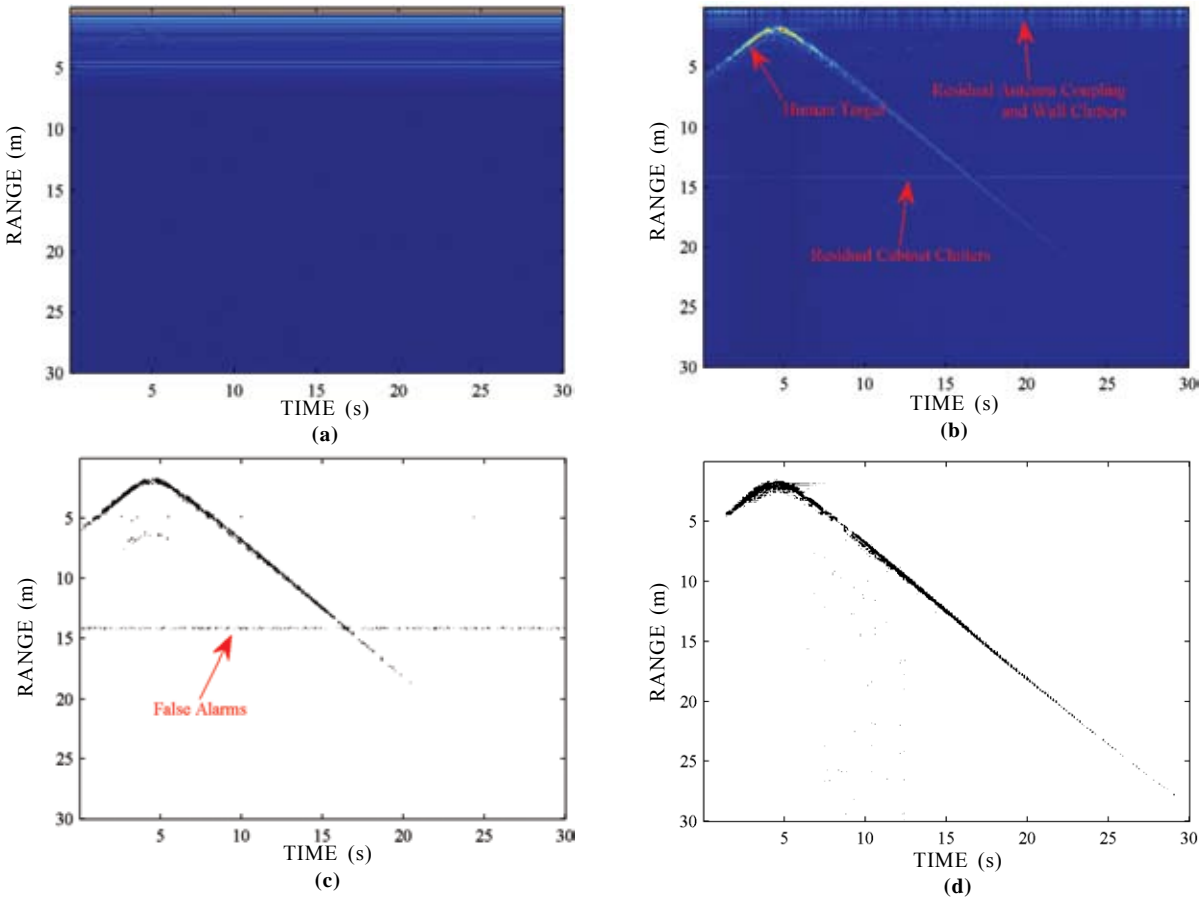 5
10
15
20
25
30
RANGE (m)
5
10
15
20
25
30
TIME (s)
(a)
5
10
15
20
25
30
RANGE (m)
Human Target
Residual Antenna Coupling
and Wall Clutters
Residual Cabinet Clutters
5
10
15
20
25
30
TIME (s)
(b)
5
10
15
20
25
30
RANGE (m)
False Alarms
5
10
15
20
25
30
TIME (s)
(c)
5
10
15
20
25
30
RANGE (m)
5
10
15
20
25
30
TIME (s)
(d)